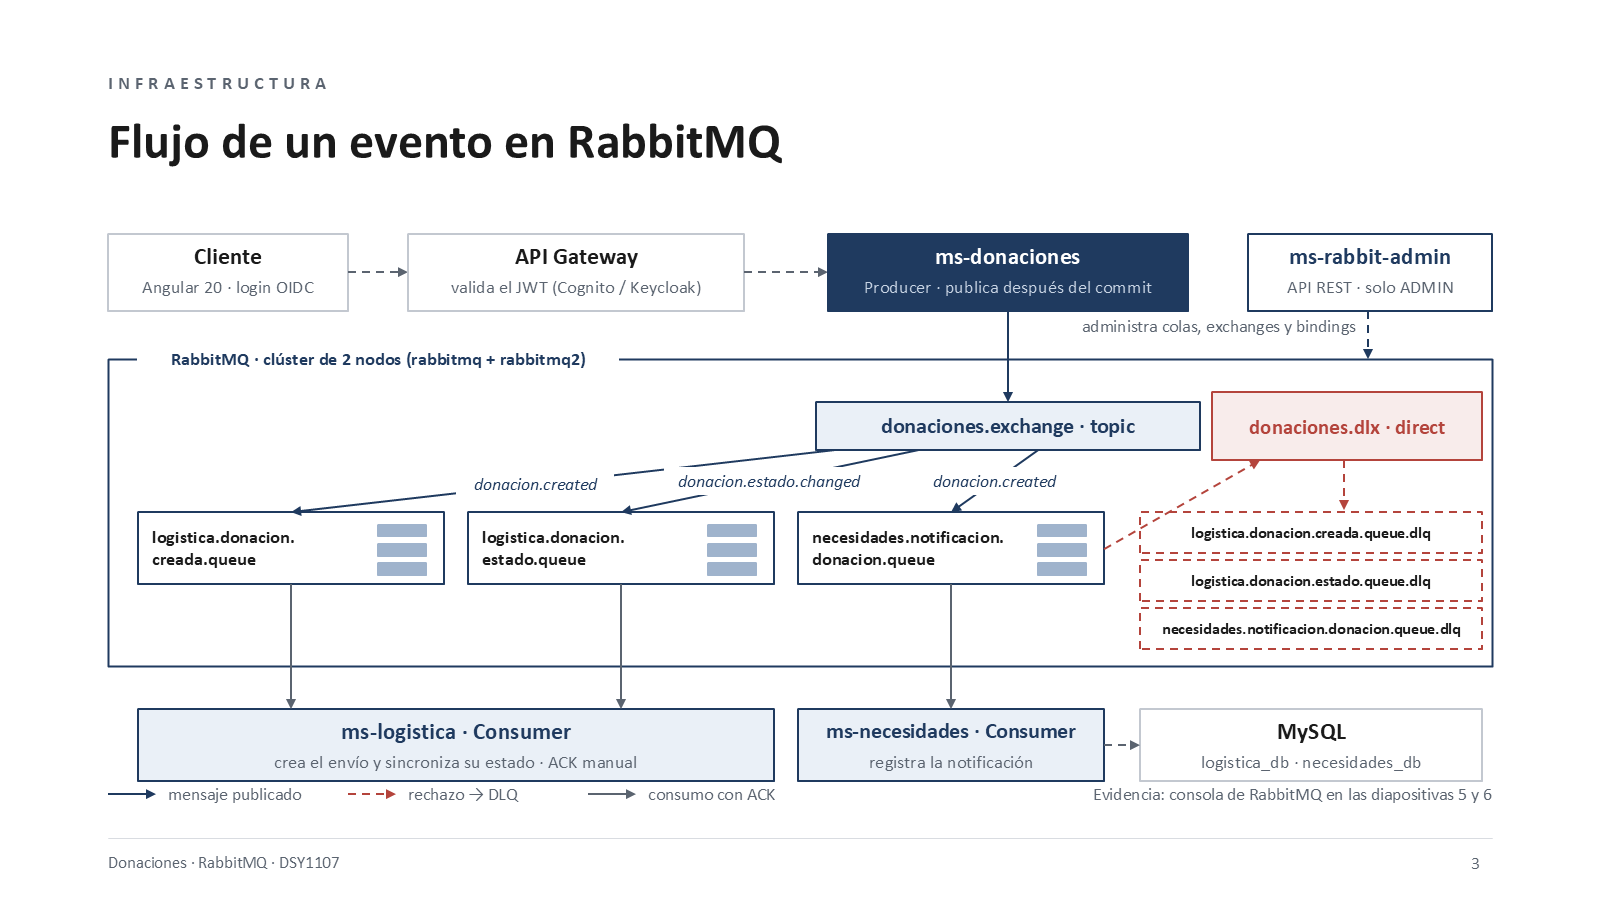 INFRAESTRUCTURA
Flujo de un evento en RabbitMQ
Cliente
Angular 20 · login OIDC
API Gateway
valida el JWT (Cognito / Keycloak)
ms-donaciones
Producer · publica después del commit
ms-rabbit-admin
API REST · solo ADMIN
administra colas, exchanges y bindings
RabbitMQ · clúster de 2 nodos (rabbitmq + rabbitmq2)
donaciones.exchange · topic
donaciones.dlx · direct
donacion.created
donacion.estado.changed
donacion.created
logistica.donacion.
creada.queue
logistica.donacion.
estado.queue
necesidades.notificacion.
donacion.queue
logistica.donacion.creada.queue.dlq
logistica.donacion.estado.queue.dlq
necesidades.notificacion.donacion.queue.dlq
ms-logistica · Consumer
crea el envío y sincroniza su estado · ACK manual
ms-necesidades · Consumer
registra la notificación
MySQL
logistica_db · necesidades_db
mensaje publicado
rechazo → DLQ
consumo con ACK
Evidencia: consola de RabbitMQ en las diapositivas 5 y 6
Donaciones · RabbitMQ · DSY1107
3